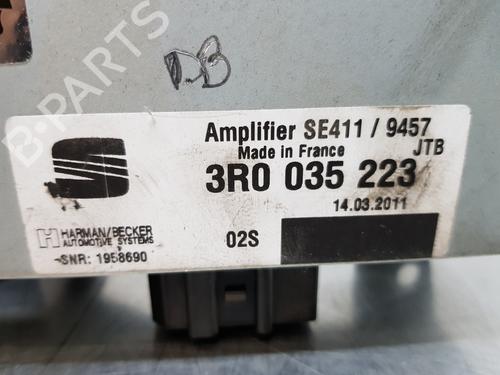 B-PARTS
DB
Amplifier SE411 / 9457
Made in France JTB
3R0 035 223
14.03.2011
HARMAN/BECKER
AUTOMOTIVE SYSTEMS
02S
SNR: 1958690